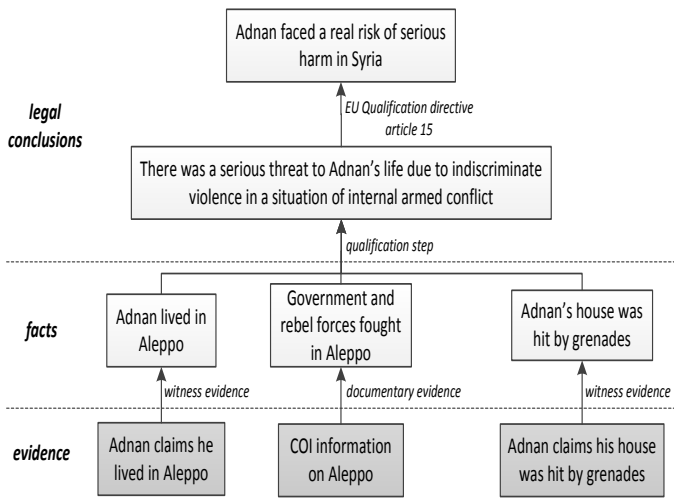 Adnan faced a real risk of serious
harm in Syria
EU Qualification directive
article 15
legal
conclusions
There was a serious threat to Adnan's life due to indiscriminate
violence in a situation of internal armed conflict
qualification step
facts
Adnan lived in
Aleppo
Government and
rebel forces fought
in Aleppo
Adnan's house was
hit by grenades
witness evidence
documentary evidence
witness evidence
evidence
Adnan claims he
lived in Aleppo
COI information
on Aleppo
Adnan claims his house
was hit by grenades